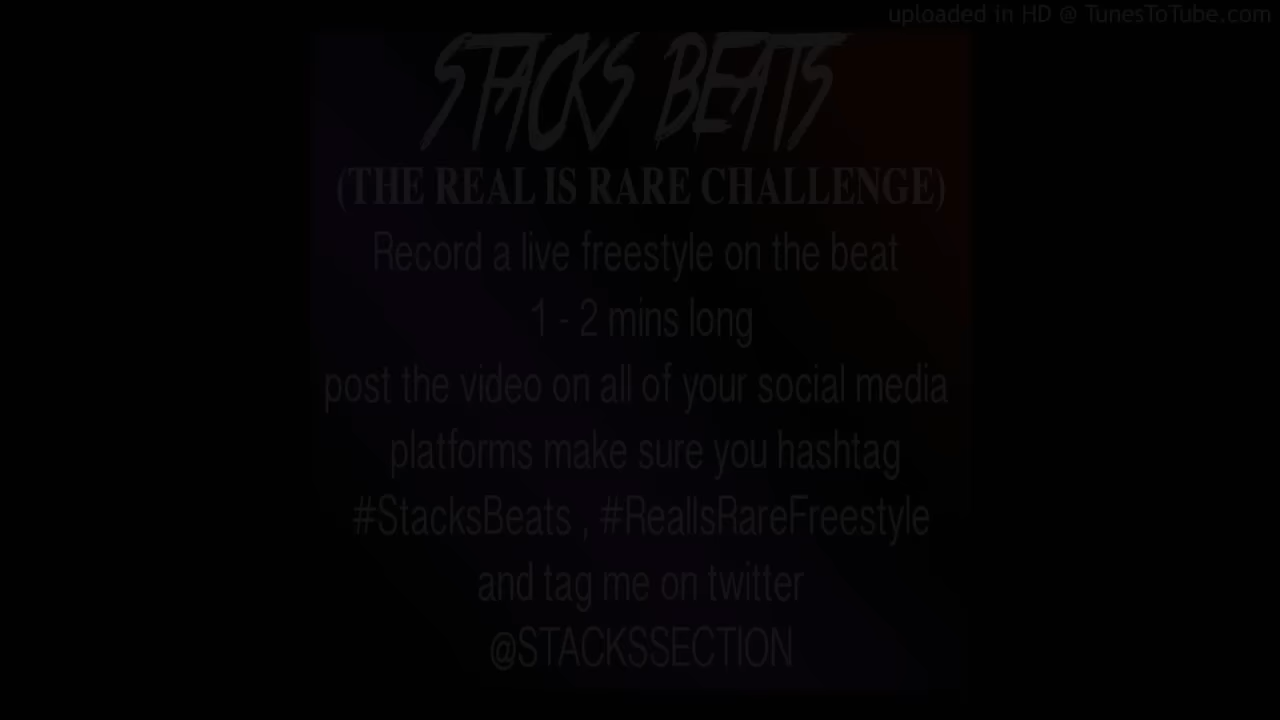 uploaded in HD @ TunesToTube.com
STACKS BEATS
(THE REAL IS RARE CHALLENGE)
Record a live freestyle on the beat
1 - 2 mins long
post the video on all of your social media
platforms make sure you hashtag
#StacksBeats , #RealIsRareFreestyle
and tag me on twitter
@STACKSSECTION